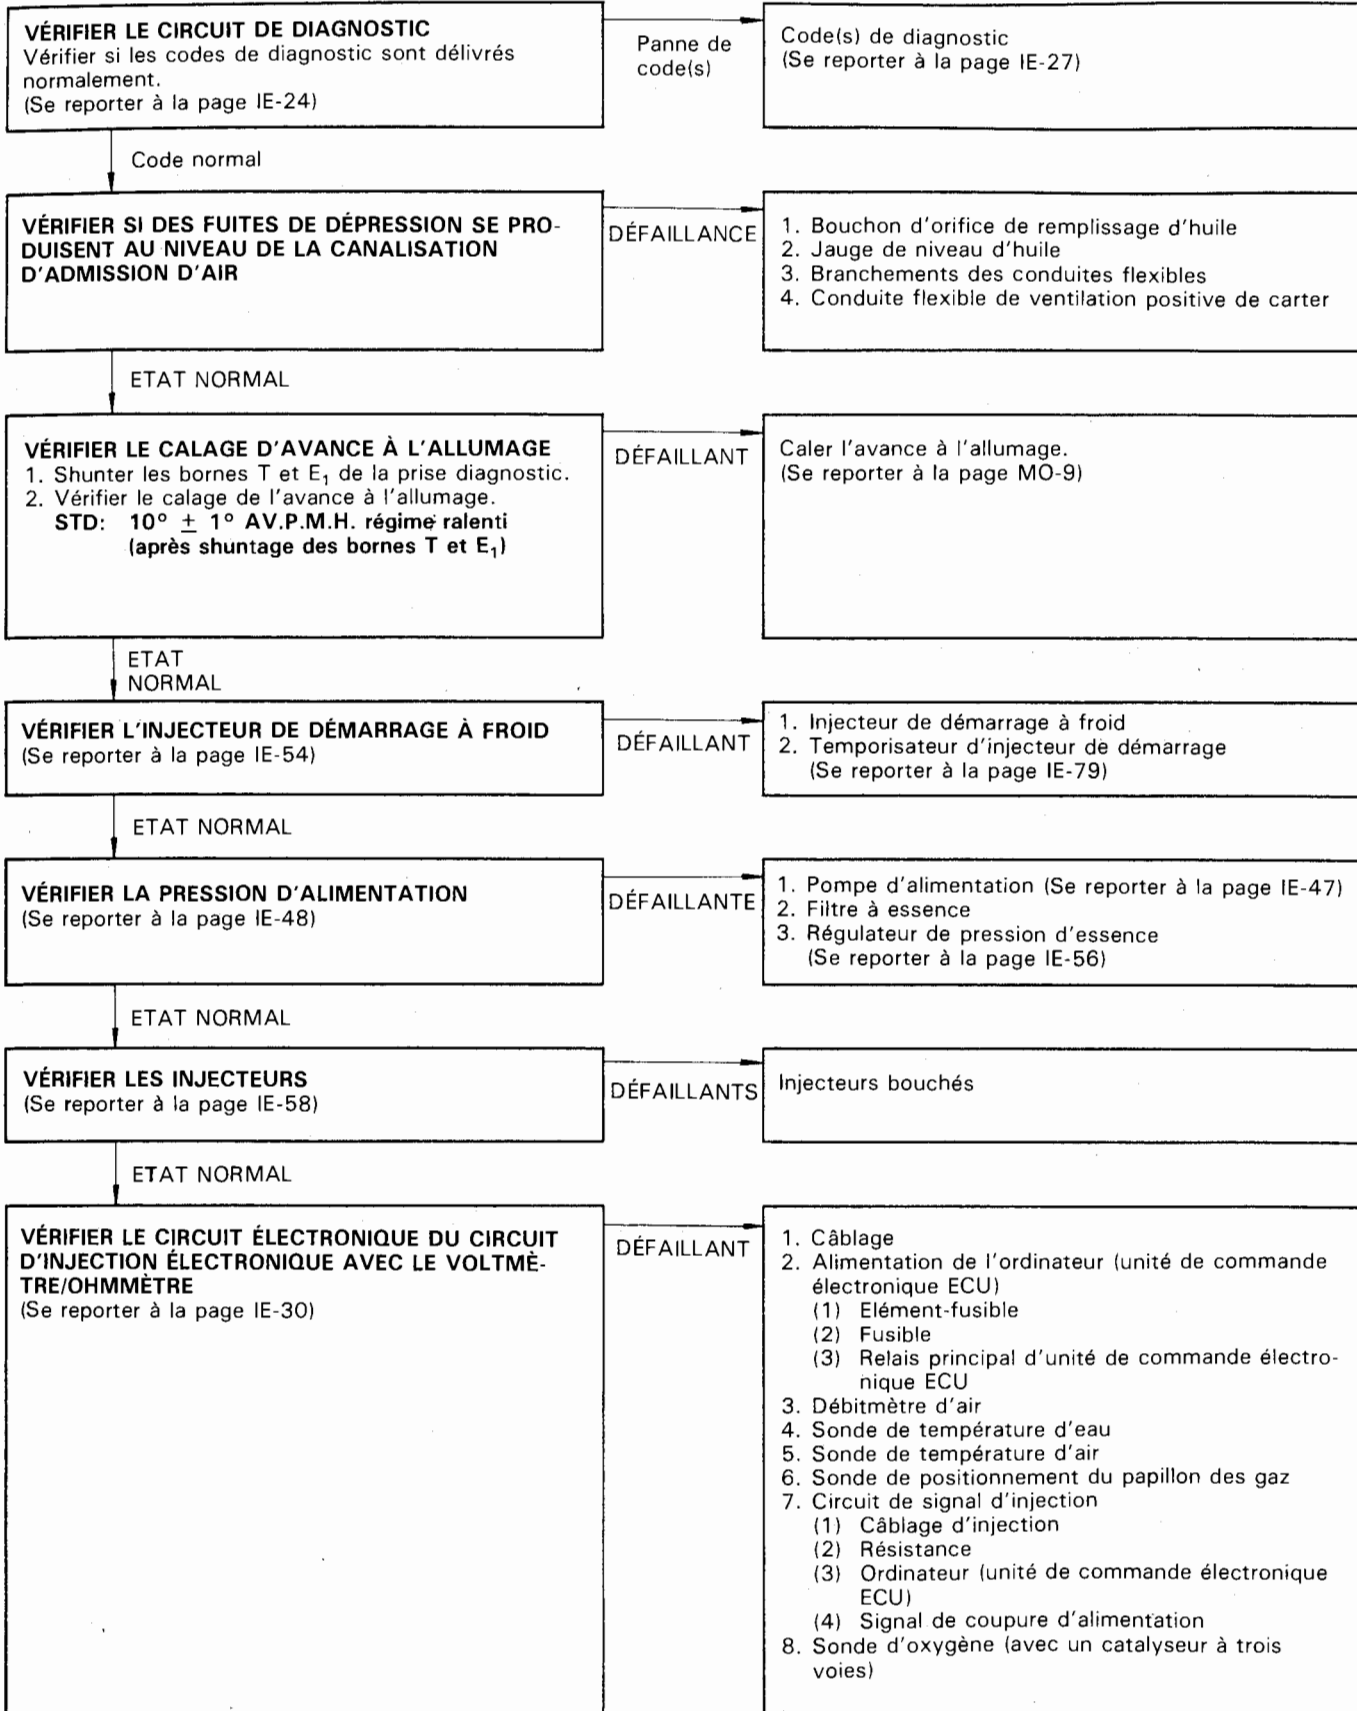 VÉRIFIER LE CIRCUIT DE DIAGNOSTIC
Vérifier si les codes de diagnostic sont délivrés
normalement.
(Se reporter à la page IE-24)
Panne de
code(s)
Code(s) de diagnostic
(Se reporter à la page IE-27)
Code normal
VÉRIFIER SI DES FUITES DE DÉPRESSION SE PRO-
DUISENT AU NIVEAU DE LA CANALISATION
D'ADMISSION D'AIR
DÉFAILLANCE
1. Bouchon d'orifice de remplissage d'huile
2. Jauge de niveau d'huile
3. Branchements des conduites flexibles
4. Conduite flexible de ventilation positive de carter
ETAT NORMAL
VÉRIFIER LE CALAGE D'AVANCE À L'ALLUMAGE
1. Shunter les bornes T et E₁ de la prise diagnostic.
2. Vérifier le calage de l'avance à l'allumage.
STD: 10° ± 1° AV.P.M.H. régime ralenti
(après shuntage des bornes T et E₁)
DÉFAILLANT
Caler l'avance à l'allumage.
(Se reporter à la page MO-9)
ETAT
NORMAL
VÉRIFIER L'INJECTEUR DE DÉMARRAGE À FROID
(Se reporter à la page IE-54)
DÉFAILLANT
1. Injecteur de démarrage à froid
2. Temporisateur d'injecteur de démarrage
(Se reporter à la page IE-79)
ETAT NORMAL
VÉRIFIER LA PRESSION D'ALIMENTATION
(Se reporter à la page IE-48)
DÉFAILLANTE
1. Pompe d'alimentation (Se reporter à la page IE-47)
2. Filtre à essence
3. Régulateur de pression d'essence
(Se reporter à la page IE-56)
ETAT NORMAL
VÉRIFIER LES INJECTEURS
(Se reporter à la page IE-58)
DÉFAILLANTS
Injecteurs bouchés
ETAT NORMAL
VÉRIFIER LE CIRCUIT ÉLECTRONIQUE DU CIRCUIT
D'INJECTION ÉLECTRONIQUE AVEC LE VOLTMÈ-
TRE/OHMMÈTRE
(Se reporter à la page IE-30)
DÉFAILLANT
1. Câblage
2. Alimentation de l'ordinateur (unité de commande
électronique ECU)
(1) Elément-fusible
(2) Fusible
(3) Relais principal d'unité de commande électro-
nique ECU
3. Débitmètre d'air
4. Sonde de température d'eau
5. Sonde de température d'air
6. Sonde de positionnement du papillon des gaz
7. Circuit de signal d'injection
(1) Câblage d'injection
(2) Résistance
(3) Ordinateur (unité de commande électronique
ECU)
(4) Signal de coupure d'alimentation
8. Sonde d'oxygène (avec un catalyseur à trois
voies)